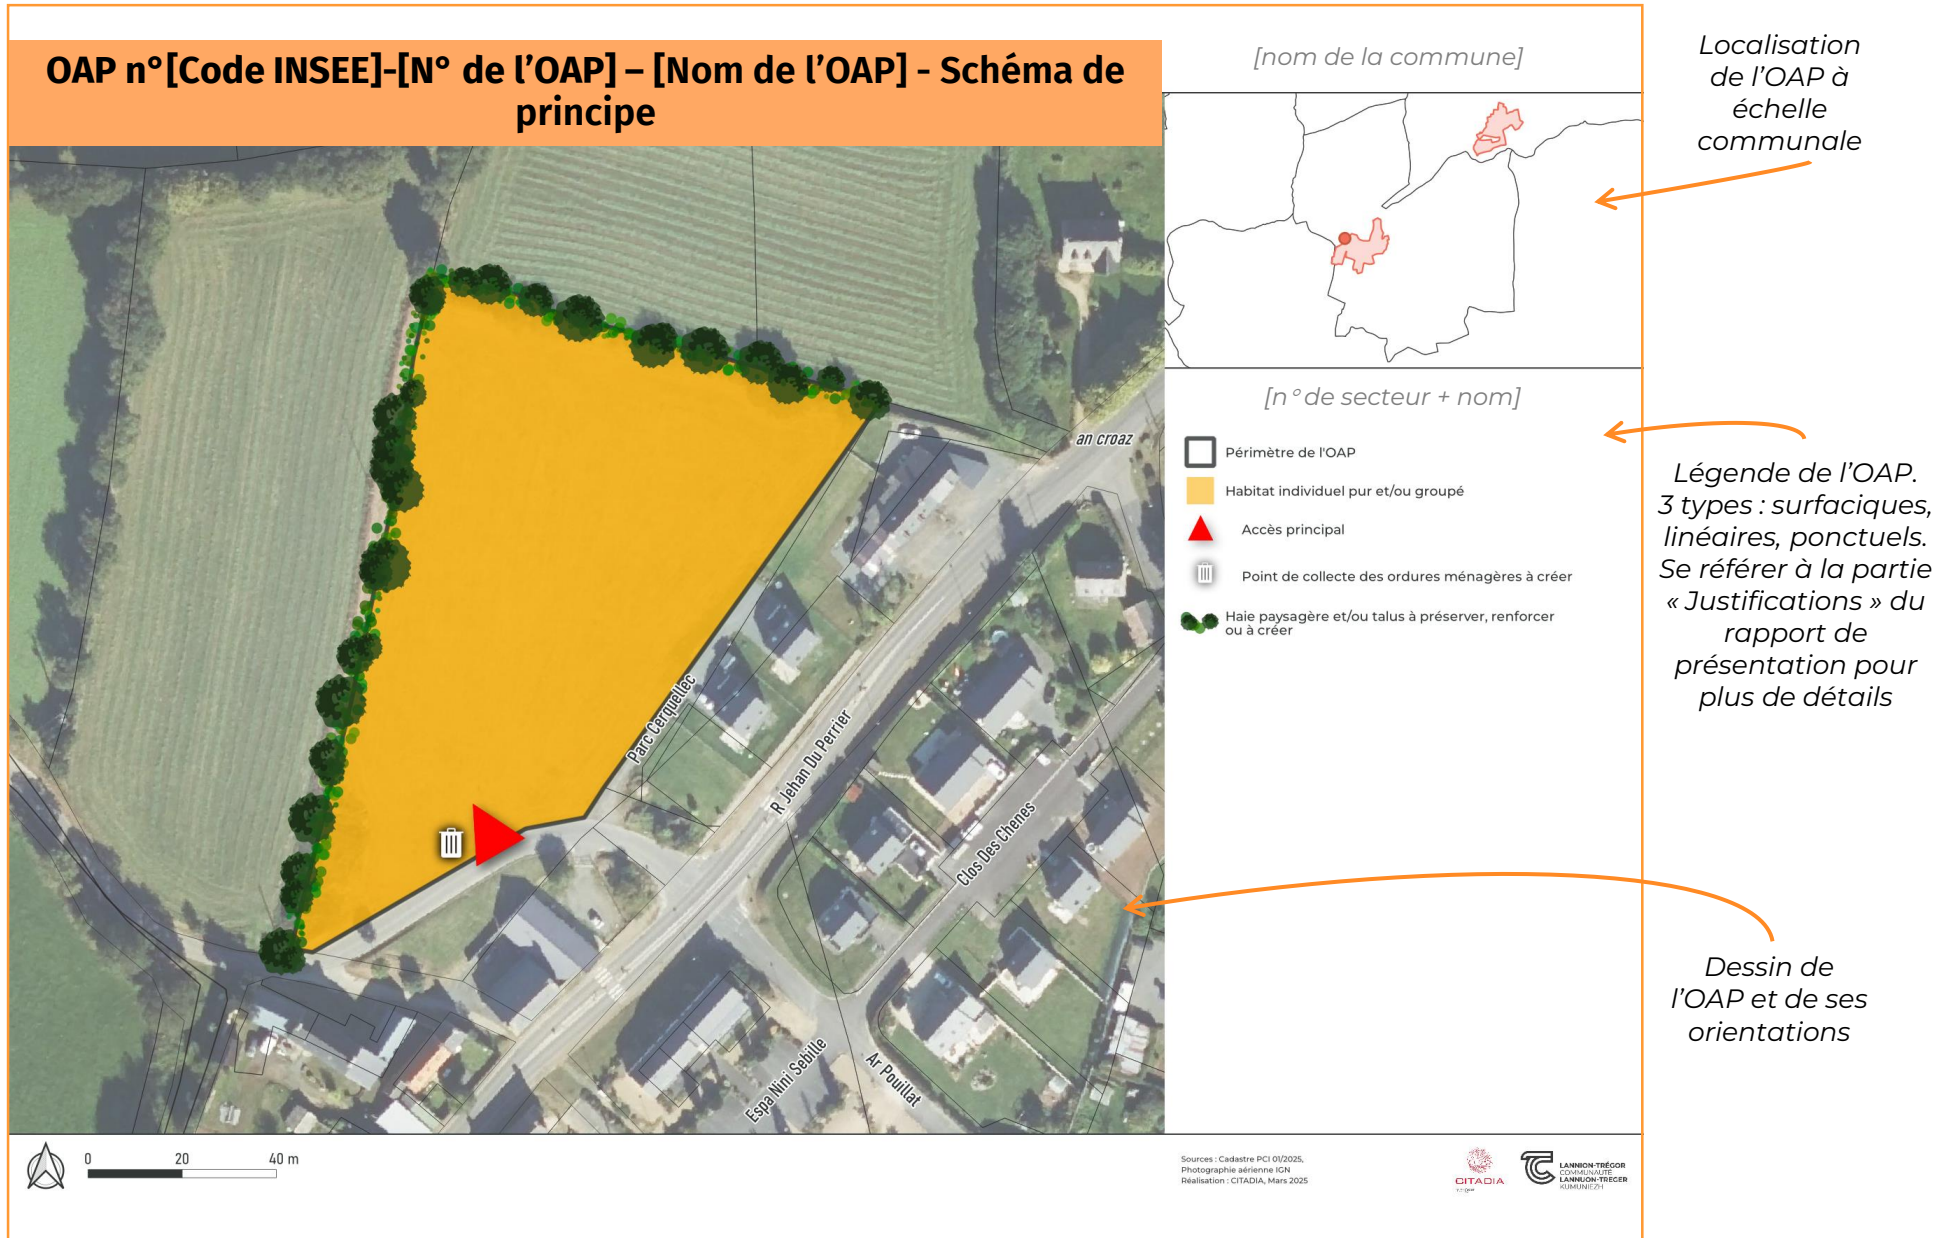 OAP n°[Code INSEE]-[N° de l'OAP] – [Nom de l'OAP] - Schéma de
principe
[nom de la commune]
Localisation
de l'OAP à
échelle
communale
[n° de secteur + nom]
Périmètre de l'OAP
Habitat individuel pur et/ou groupé
Accès principal
Point de collecte des ordures ménagères à créer
Haie paysagère et/ou talus à préserver, renforcer
ou à créer
Légende de l'OAP.
3 types : surfaciques,
linéaires, ponctuels.
Se référer à la partie
« Justifications » du
rapport de
présentation pour
plus de détails
an croaz
Parc Cerquellec
R Jehan Du Perrier
Clos Des Chenes
Espa Nini Sebille
Ar Pouillat
Dessin de
l'OAP et de ses
orientations
0 20 40 m
Sources : Cadastre PCI 01/2025,
Photographie aérienne IGN
Réalisation : CITADIA, Mars 2025
CITADIA
LANNION-TRÉGOR
COMMUNAUTÉ
LANNUON-TREGER
KUMUNIEZH